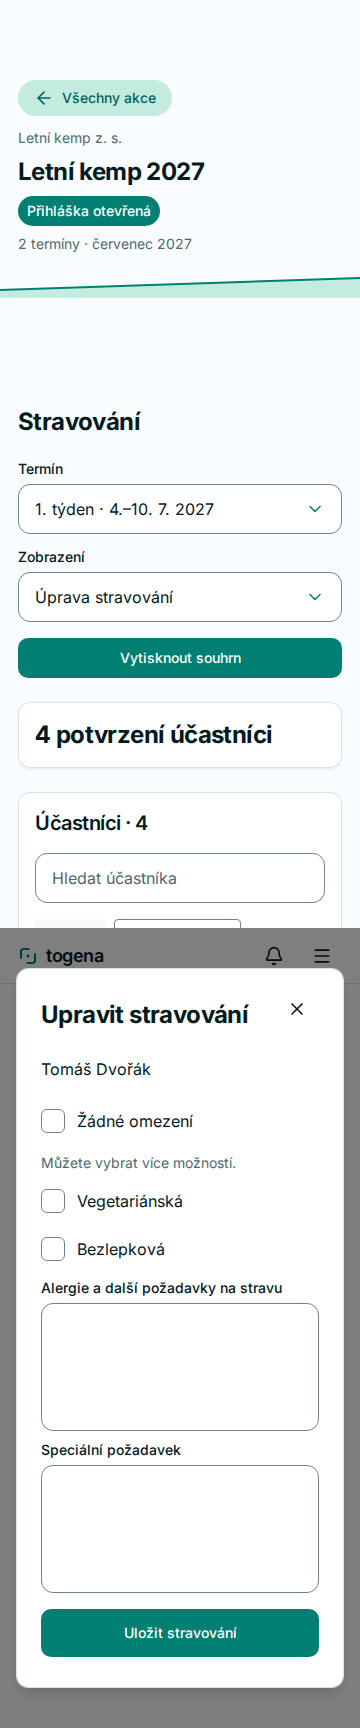 Všechny akce
Letní kemp z. s.
Letní kemp 2027
Přihláška otevřená
2 termíny · červenec 2027
Stravování
Termín
1. týden · 4.–10. 7. 2027
Zobrazení
Úprava stravování
Vytisknout souhrn
4 potvrzení účastníci
Účastníci · 4
Hledat účastníka
togena
Upravit stravování
Tomáš Dvořák
Žádné omezení
Můžete vybrat více možností.
Vegetariánská
Bezlepková
Alergie a další požadavky na stravu
Speciální požadavek
Uložit stravování